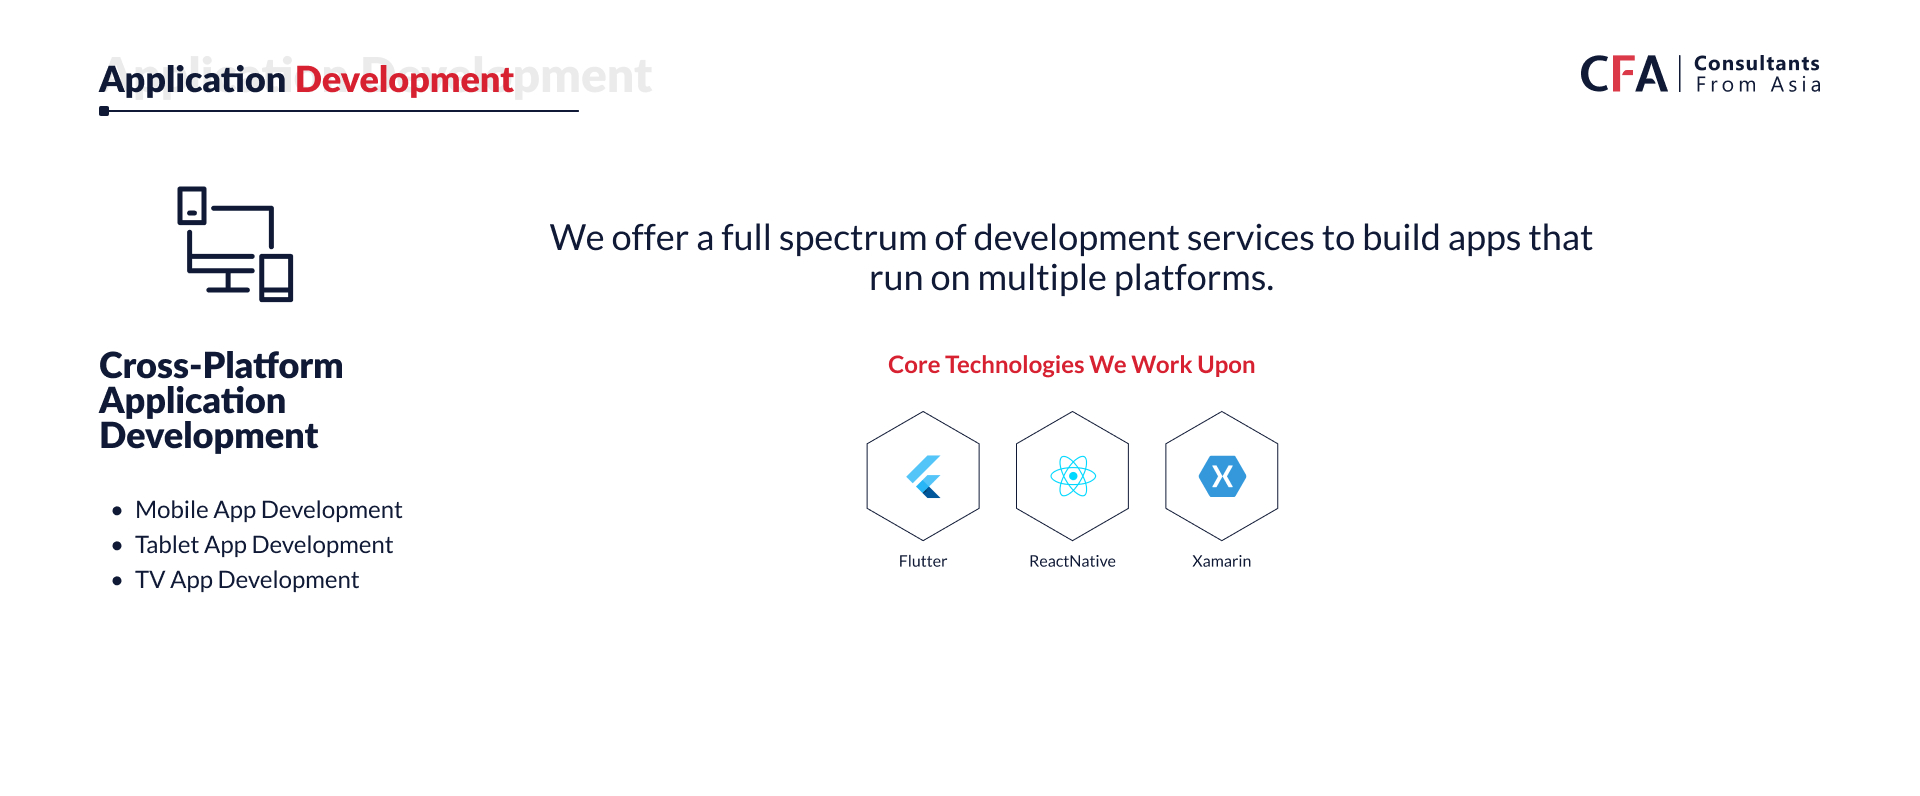 Application Development
CFA Consultants
From Asia
We offer a full spectrum of development services to build apps that
run on multiple platforms.
Cross-Platform
Application
Development
Mobile App Development
Tablet App Development
TV App Development
Core Technologies We Work Upon
Flutter
ReactNative
Xamarin